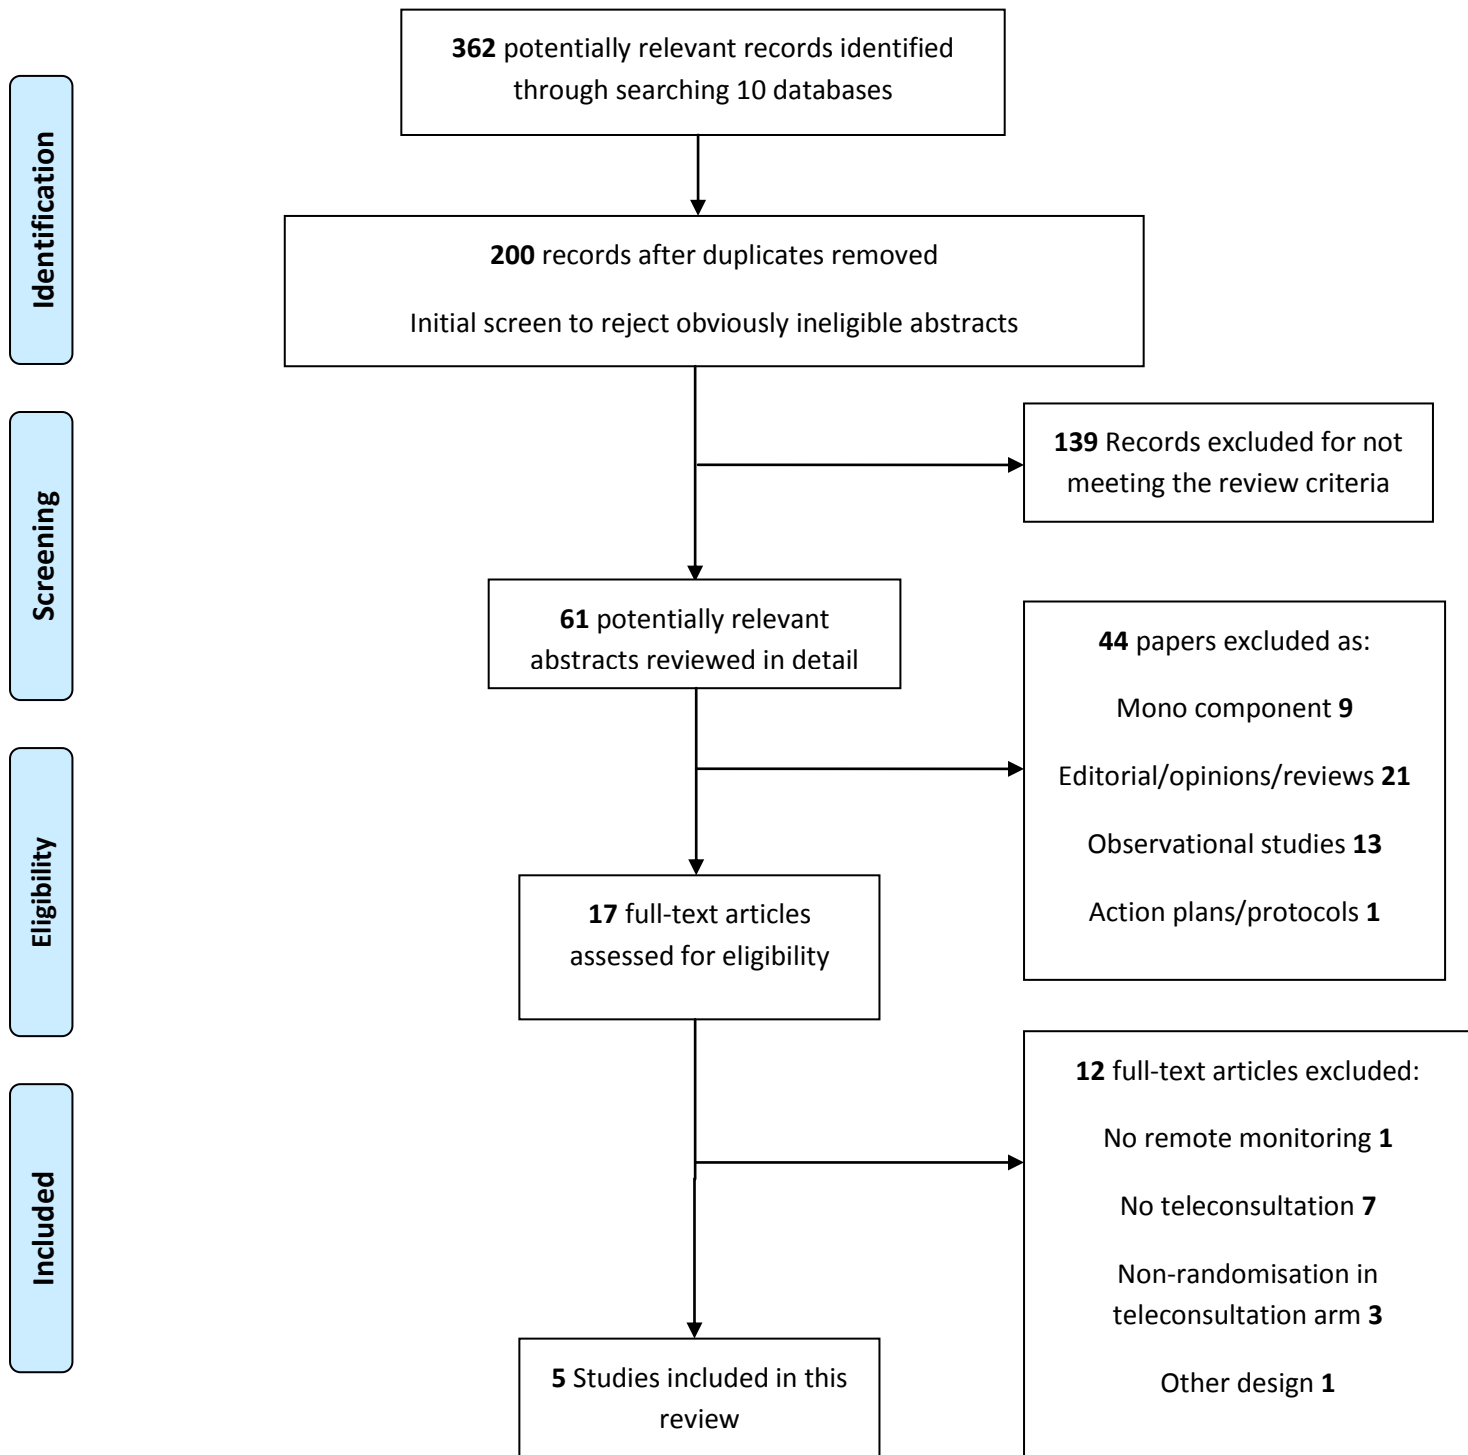 362 potentially relevant records identified
through searching 10 databases
Identification
200 records after duplicates removed
Initial screen to reject obviously ineligible abstracts
Screening
139 Records excluded for not
meeting the review criteria
61 potentially relevant
abstracts reviewed in detail
44 papers excluded as:
Mono component 9
Editorial/opinions/reviews 21
Observational studies 13
Action plans/protocols 1
Eligibility
17 full-text articles
assessed for eligibility
12 full-text articles excluded:
No remote monitoring 1
No teleconsultation 7
Non-randomisation in
teleconsultation arm 3
Other design 1
Included
5 Studies included in this
review